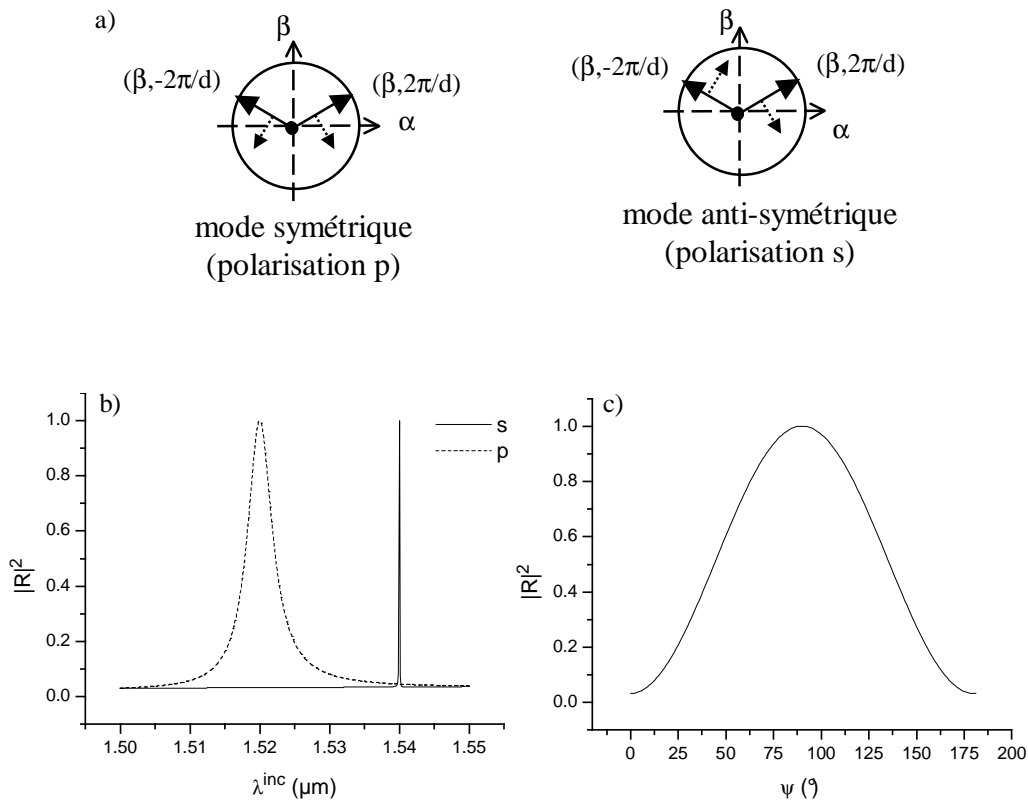 a)
β
(β,-2π/d)
(β,2π/d)
α
mode symétrique
(polarisation p)
β
(β,-2π/d)
(β,2π/d)
α
mode anti-symétrique
(polarisation s)
b)
s
p
1.0
0.8
0.6
0.4
0.2
0.0
|R|²
1.50 1.51 1.52 1.53 1.54 1.55
λ^inc (µm)
c)
1.0
0.8
0.6
0.4
0.2
0.0
|R|²
0 25 50 75 100 125 150 175 200
ψ (°)